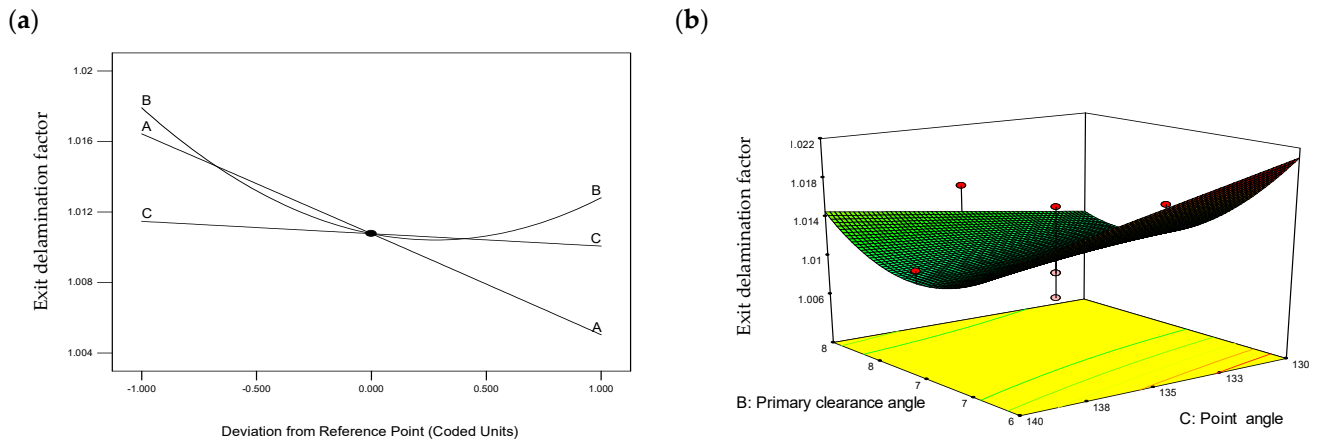 (a)
(b)
Exit delamination factor
1.02
1.016
1.012
1.008
1.004
B
A
C
B
C
A
-1.000
-0.500
0.000
0.500
1.000
Deviation from Reference Point (Coded Units)
Exit delamination factor
1.022
1.018
1.014
1.01
1.006
8
8
7
7
6
140
138
135
133
130
B: Primary clearance angle
C: Point angle